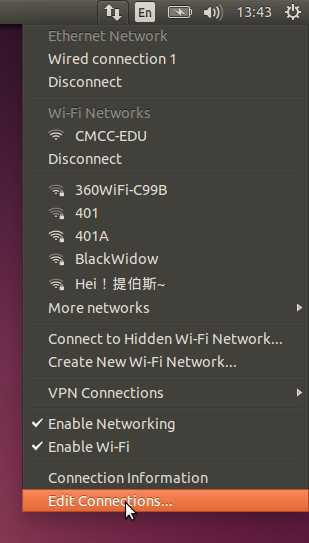 En 13:43
Ethernet Network
Wired connection 1
Disconnect
Wi-Fi Networks
CMCC-EDU
Disconnect
360WiFi-C99B
401
401A
BlackWidow
Hei！提伯斯~
More networks
Connect to Hidden Wi-Fi Network...
Create New Wi-Fi Network...
VPN Connections
Enable Networking
Enable Wi-Fi
Connection Information
Edit Connections...